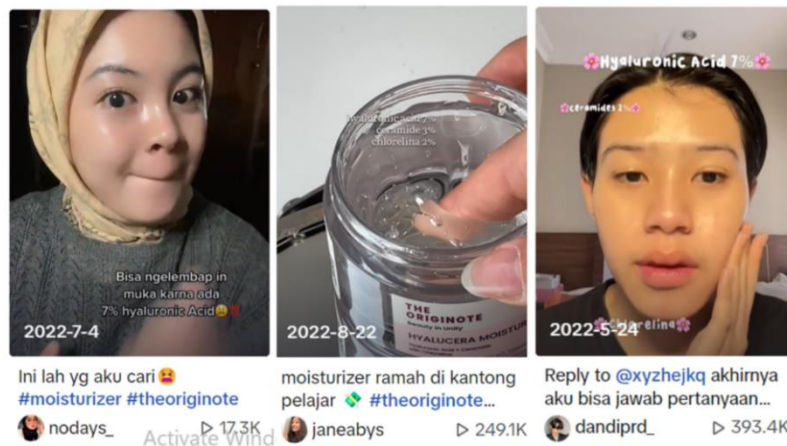 Bisa ngelembap in
muka karna ada
7% hyaluronic Acid😫‼️
2022-7-4
Ini lah yg aku cari😝
#moisturizer #theoriginote
nodays_
17.3K
hyaluronic acid 7%
ceramide 3%
chlorelina 2%
THE
ORIGINOTE
Beauty in Unity
HYALUCERA MOISTUR
2022-8-22
moisturizer ramah di kantong
pelajar 💸 #theoriginote...
janeabys
249.1K
🌸Hyaluronic Acid 7%🌸
🌸ceramides
🌸Chlorelina🌸
2022-5-24
Reply to @xyzhejkq akhirnya
aku bisa jawab pertanyaan...
dandiprd_
393.4K
Activate Wind